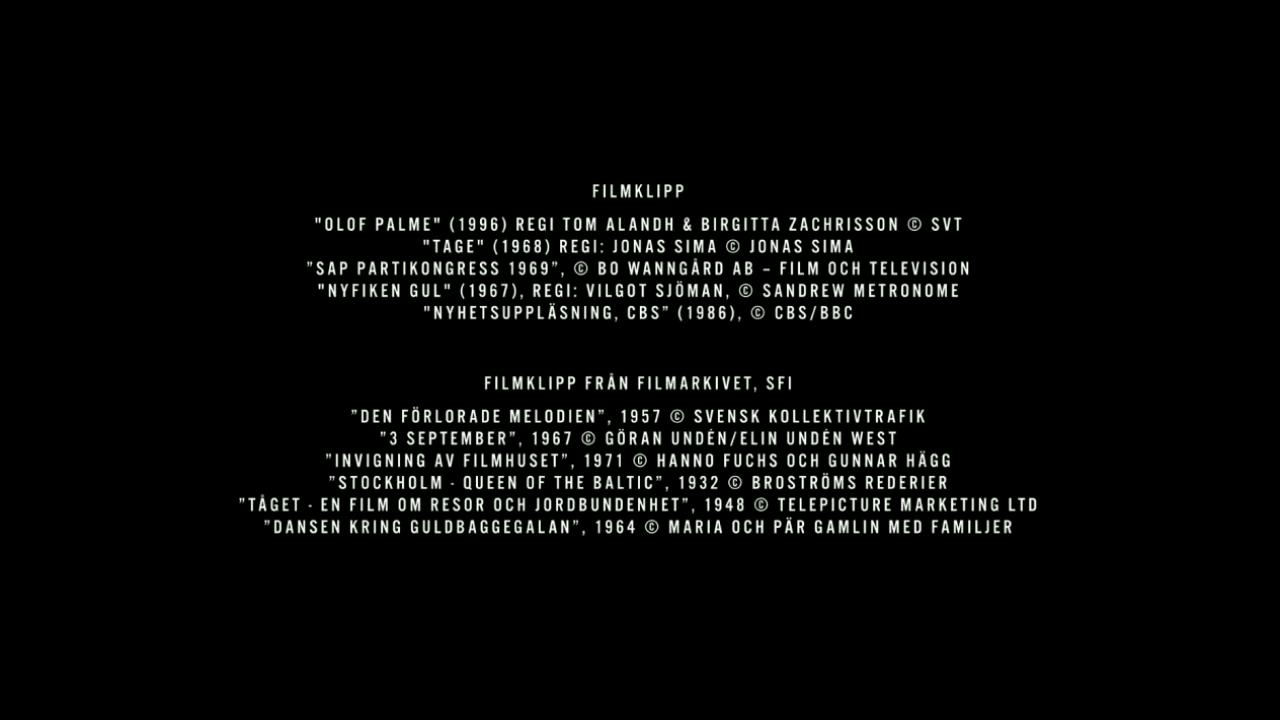 FILMKLIPP
"OLOF PALME" (1996) REGI TOM ALANDH & BIRGITTA ZACHRISSON © SVT
"TAGE" (1968) REGI: JONAS SIMA © JONAS SIMA
”SAP PARTIKONGRESS 1969”, © BO WANNGÅRD AB – FILM OCH TELEVISION
"NYFIKEN GUL" (1967), REGI: VILGOT SJÖMAN, © SANDREW METRONOME
"NYHETSUPPLÄSNING, CBS” (1986), © CBS/BBC
FILMKLIPP FRÅN FILMARKIVET, SFI
”DEN FÖRLORADE MELODIEN”, 1957 © SVENSK KOLLEKTIVTRAFIK
”3 SEPTEMBER”, 1967 © GÖRAN UNDÉN/ELIN UNDÉN WEST
”INVIGNING AV FILMHUSET”, 1971 © HANNO FUCHS OCH GUNNAR HÄGG
”STOCKHOLM - QUEEN OF THE BALTIC”, 1932 © BROSTRÖMS REDERIER
”TÅGET - EN FILM OM RESOR OCH JORDBUNDENHET”, 1948 © TELEPICTURE MARKETING LTD
”DANSEN KRING GULDBAGGEGALAN”, 1964 © MARIA OCH PÄR GAMLIN MED FAMILJER